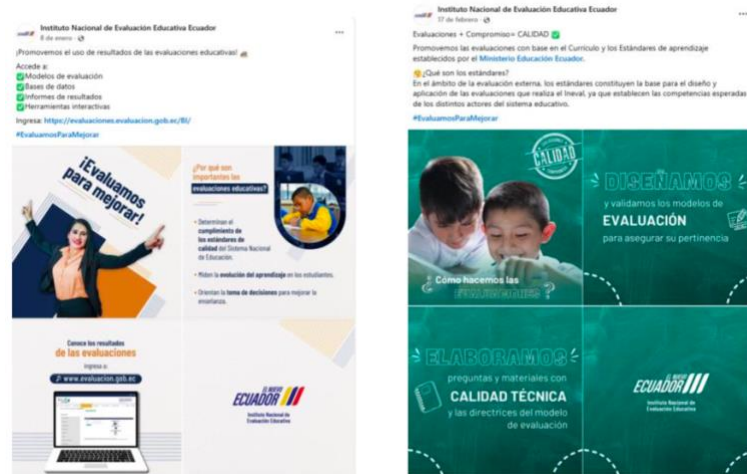 Instituto Nacional de Evaluación Educativa Ecuador
8 de enero
¡Promovemos el uso de resultados de las evaluaciones educativas!
Accede a:
✅Modelos de evaluación
✅Bases de datos
✅Informes de resultados
✅Herramientas interactivas
Ingresa: https://evaluaciones.evaluacion.gob.ec/BI/
#EvaluamosParaMejorar
¡Evaluamos
para mejorar!
¿Por qué son
importantes las
evaluaciones educativas?
• Determinan el
cumplimiento de
los estándares de
calidad del Sistema Nacional
de Educación.
• Miden la evolución del aprendizaje en los estudiantes.
• Orientan la toma de decisiones para mejorar la
enseñanza.
Conoce los resultados
de las evaluaciones
ingresa a:
www.evaluacion.gob.ec
EL NUEVO
ECUADOR
Instituto Nacional de
Evaluación Educativa
Instituto Nacional de Evaluación Educativa Ecuador
17 de febrero
Evaluaciones + Compromiso= CALIDAD ✅
Promovemos las evaluaciones con base en el Currículo y los Estándares de aprendizaje
establecidos por el Ministerio Educación Ecuador.
¿Qué son los estándares?
En el ámbito de la evaluación externa, los estándares constituyen la base para el diseño y
aplicación de las evaluaciones que realiza el Ineval, ya que establecen las competencias esperadas
de los distintos actores del sistema educativo.
#EvaluamosParaMejorar
CALIDAD
Cómo hacemos las
EVALUACIONES ?
DISEÑAMOS
y validamos los modelos de
EVALUACIÓN
para asegurar su pertinencia
ELABORAMOS
preguntas y materiales con
CALIDAD TÉCNICA
y las directrices del modelo
de evaluación
EL NUEVO
ECUADOR
Instituto Nacional de
Evaluación Educativa